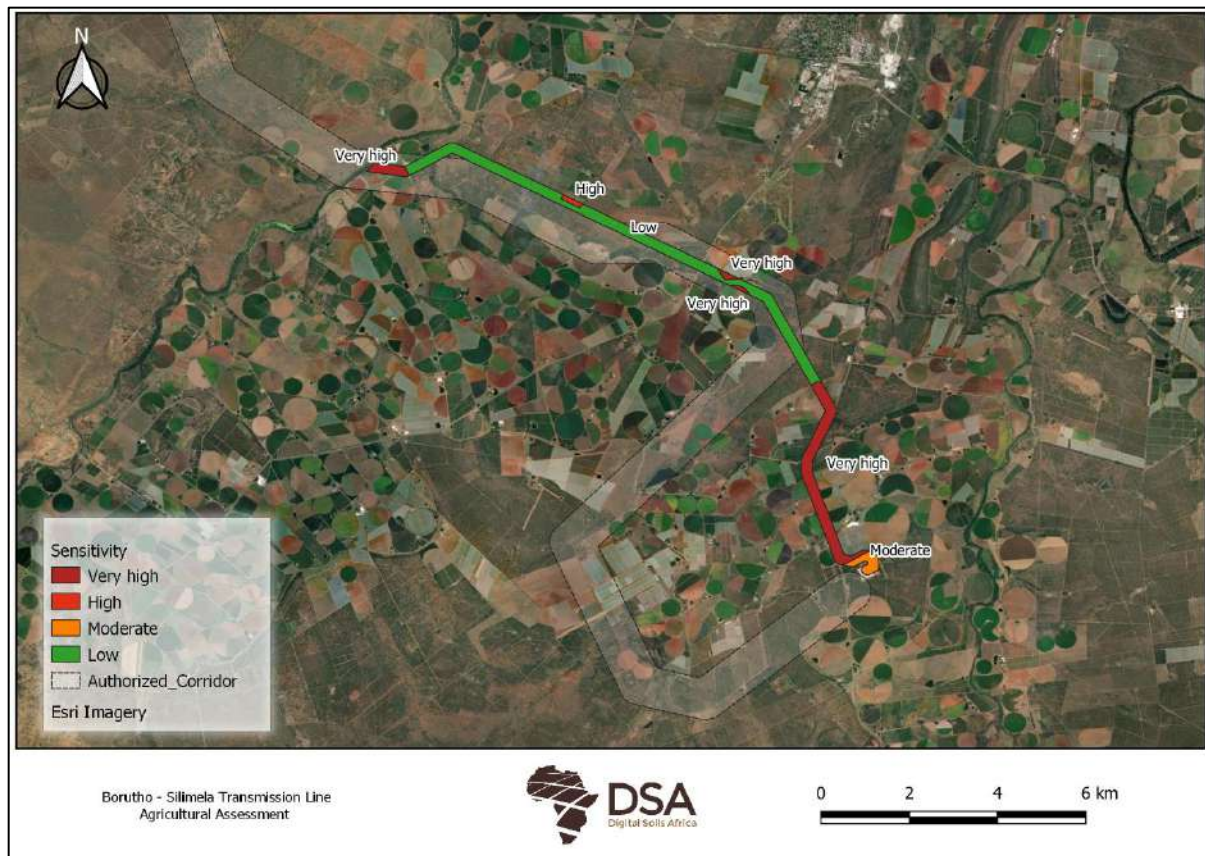 N
Very high
High
Low
Very high
Very high
Very high
Moderate
Sensitivity
Very high
High
Moderate
Low
Authorized_Corridor
Esri Imagery
Borutho - Silimela Transmission Line
Agricultural Assessment
DSA
Digital Soils Africa
0 2 4 6 km